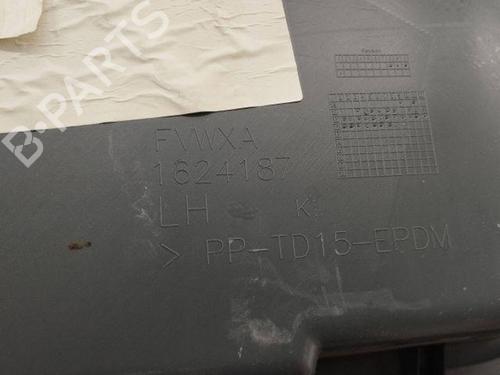 B-PARTS
FVWXA
1624187
LH K
> PP-TD15-EPDM